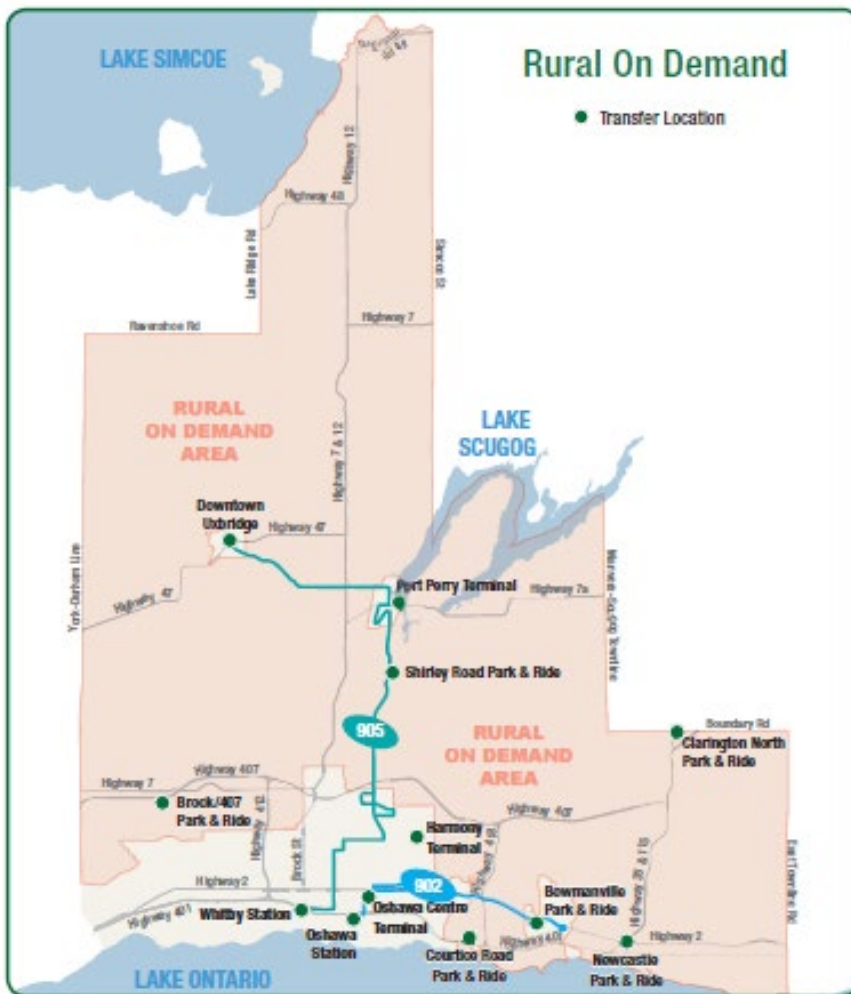 LAKE SIMCOE
Rural On Demand
Transfer Location
Highway 12
Highway 48
Lake Ridge Rd
Simcoe St
Ravenshoe Rd
Highway 7
RURAL
ON DEMAND
AREA
LAKE
SCUGOG
Highway 7 & 12
Downtown
Uxbridge
Highway 47
York-Durham Line
Highway 47
Port Perry Terminal
Highway 7a
Shirley Road Park & Ride
905
RURAL
ON DEMAND
AREA
Boundary Rd
Clarington North
Park & Ride
Highway 7
Highway 407
Brock/407
Park & Ride
Highway 412
Brock St
Harmony
Terminal
Highway 407
Highway 418
Highway 35 & 115
East Townline Rd
Highway 2
902
Highway 401
Whitby Station
Oshawa Centre
Terminal
Oshawa
Station
Bowmanville
Park & Ride
Highway 401
Highway 2
Courtice Road
Park & Ride
Newcastle
Park & Ride
LAKE ONTARIO